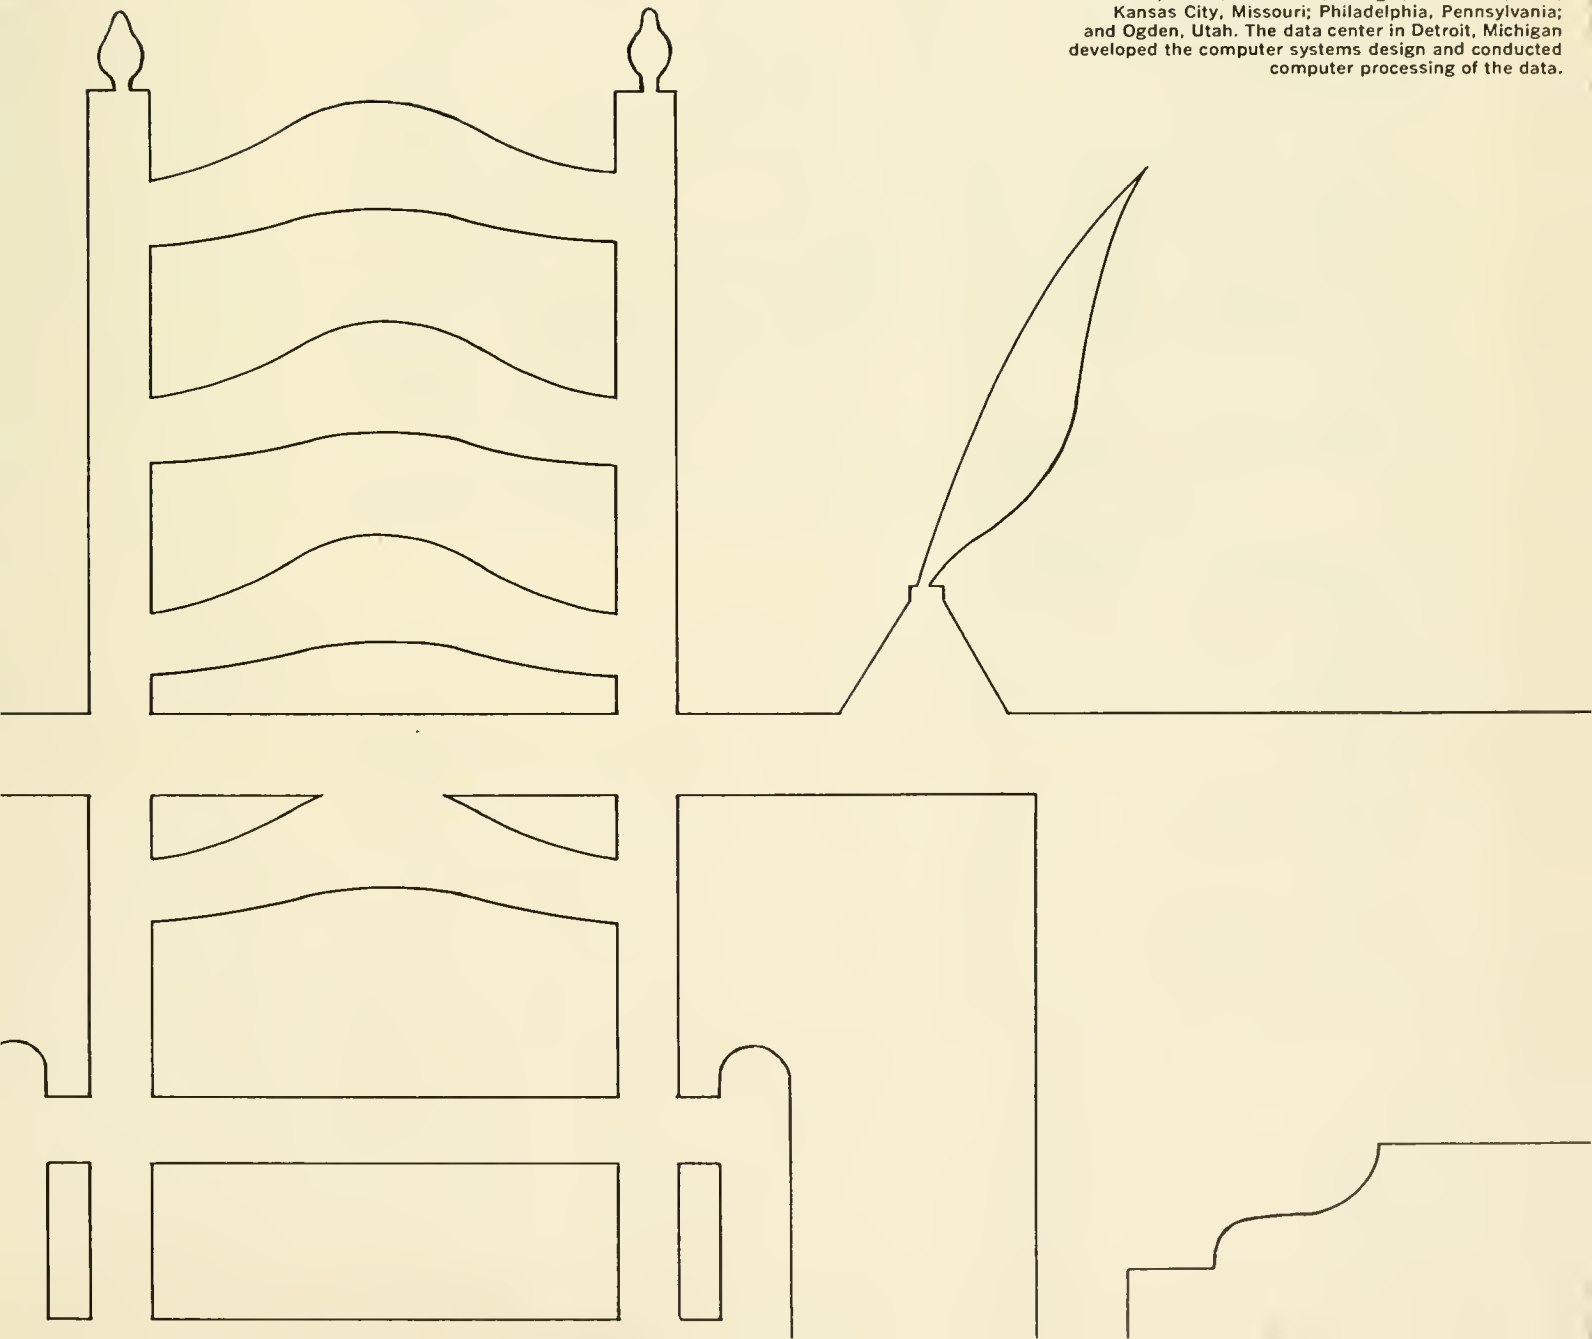 Kansas City, Missouri; Philadelphia, Pennsylvania;
and Ogden, Utah. The data center in Detroit, Michigan
developed the computer systems design and conducted
computer processing of the data.